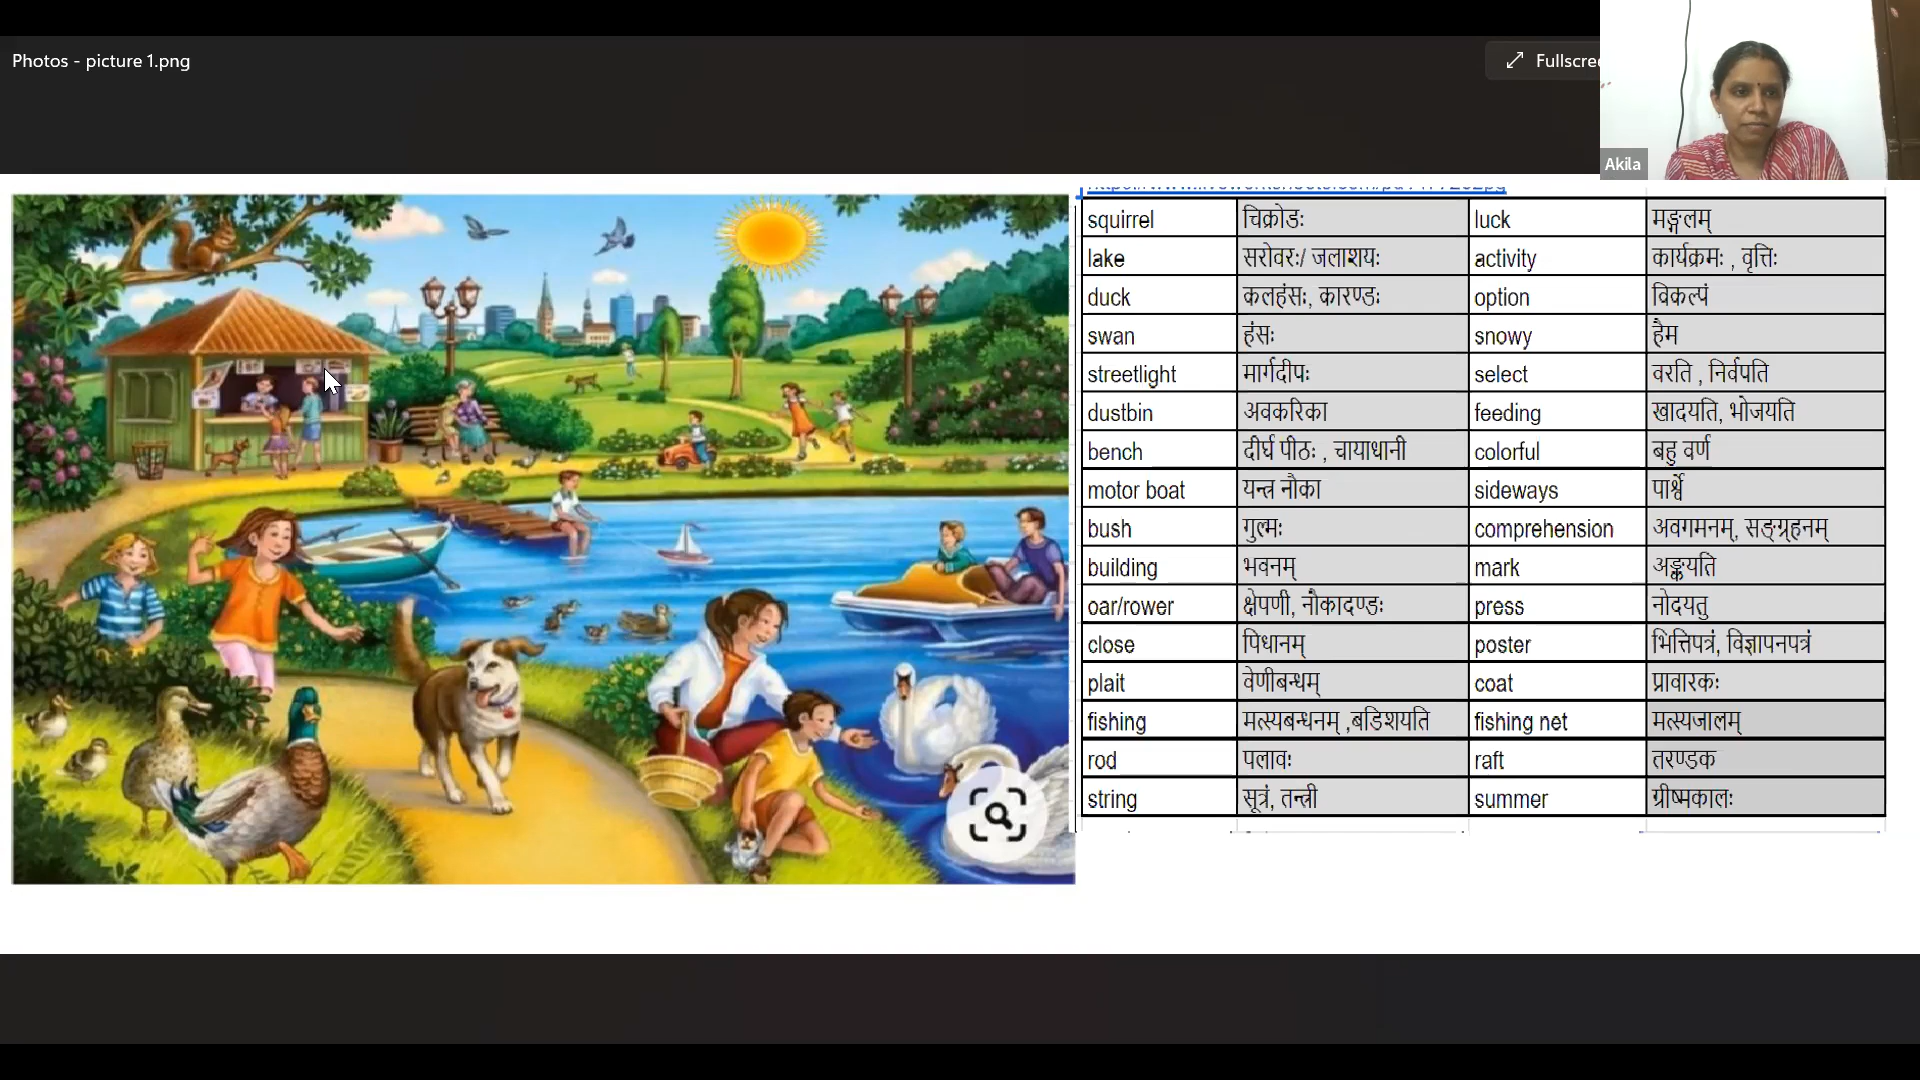 Photos - picture 1.png
Fullscree
Akila
squirrel चिक्रोडः luck मङ्गलम्
lake सरोवरः/ जलाशयः activity कार्यक्रमः , वृत्तिः
duck कलहंसः, कारण्डः option विकल्पं
swan हंसः snowy हैम
streetlight मार्गदीपः select वरति , निर्वपति
dustbin अवकरिका feeding खादयति, भोजयति
bench दीर्घ पीठः , चायाधानी colorful बहु वर्ण
motor boat यन्त्र नौका sideways पार्श्वे
bush गुल्मः comprehension अवगमनम्, सङ्ग्र्हनम्
building भवनम् mark अङ्कयति
oar/rower क्षेपणी, नौकादण्डः press नोदयतु
close पिधानम् poster भित्तिपत्रं, विज्ञापनपत्रं
plait वेणीबन्धम् coat प्रावारकः
fishing मत्स्यबन्धनम् ,बडिशयति fishing net मत्स्यजालम्
rod पलावः raft तरण्डक
string सूत्रं, तन्त्री summer ग्रीष्मकालः